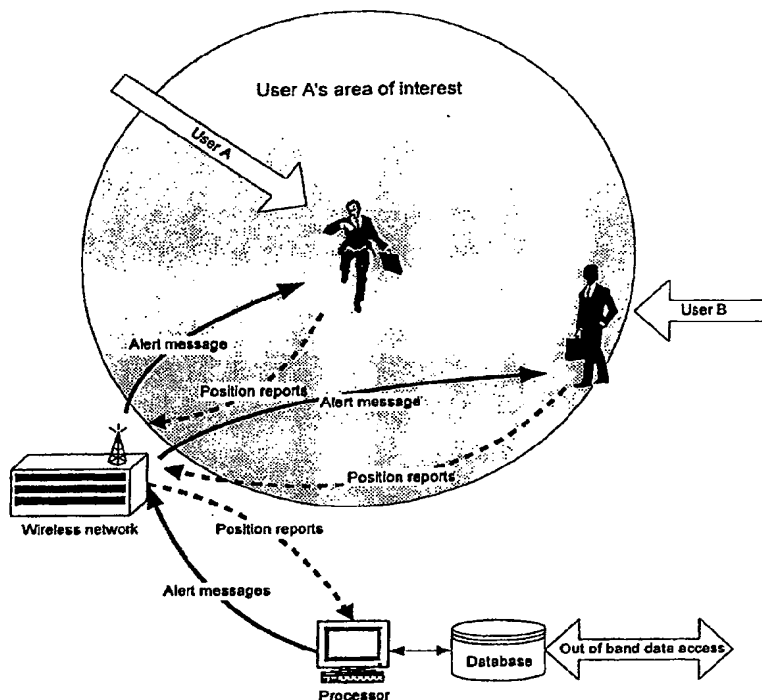 User A's area of interest
User A
User B
Alert message
Position reports
Alert message
Position reports
Wireless network
Position reports
Alert messages
Database
Out of band data access
Processor